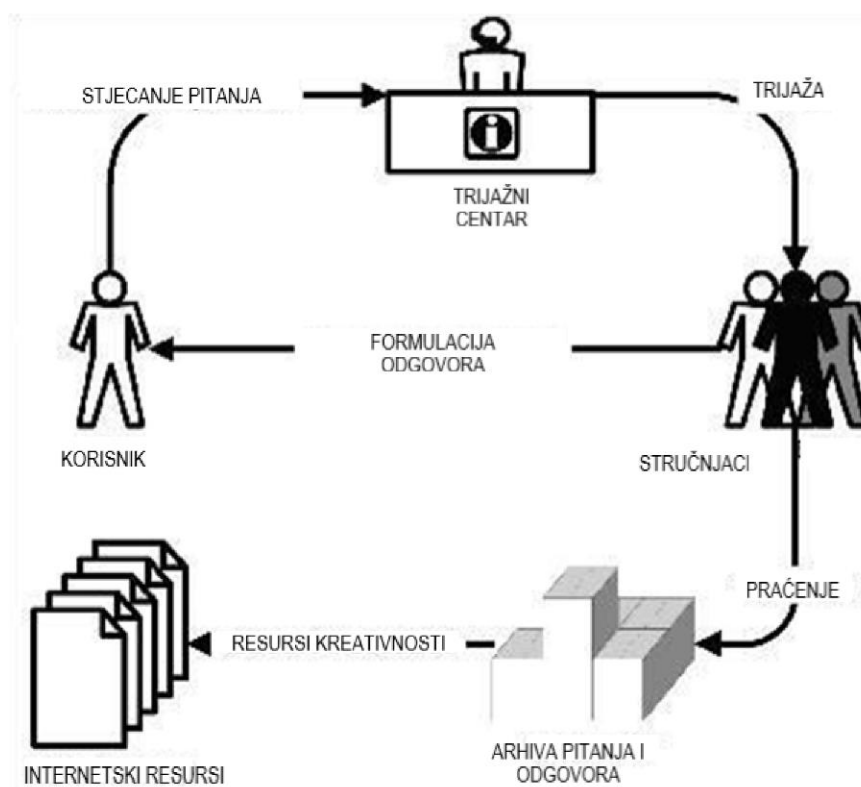 STJECANJE PITANJA
TRIJAŽA
TRIJAŽNI
CENTAR
FORMULACIJA
ODGOVORA
KORISNIK
STRUČNJACI
PRAĆENJE
RESURSI KREATIVNOSTI
ARHIVA PITANJA I
ODGOVORA
INTERNETSKI RESURSI